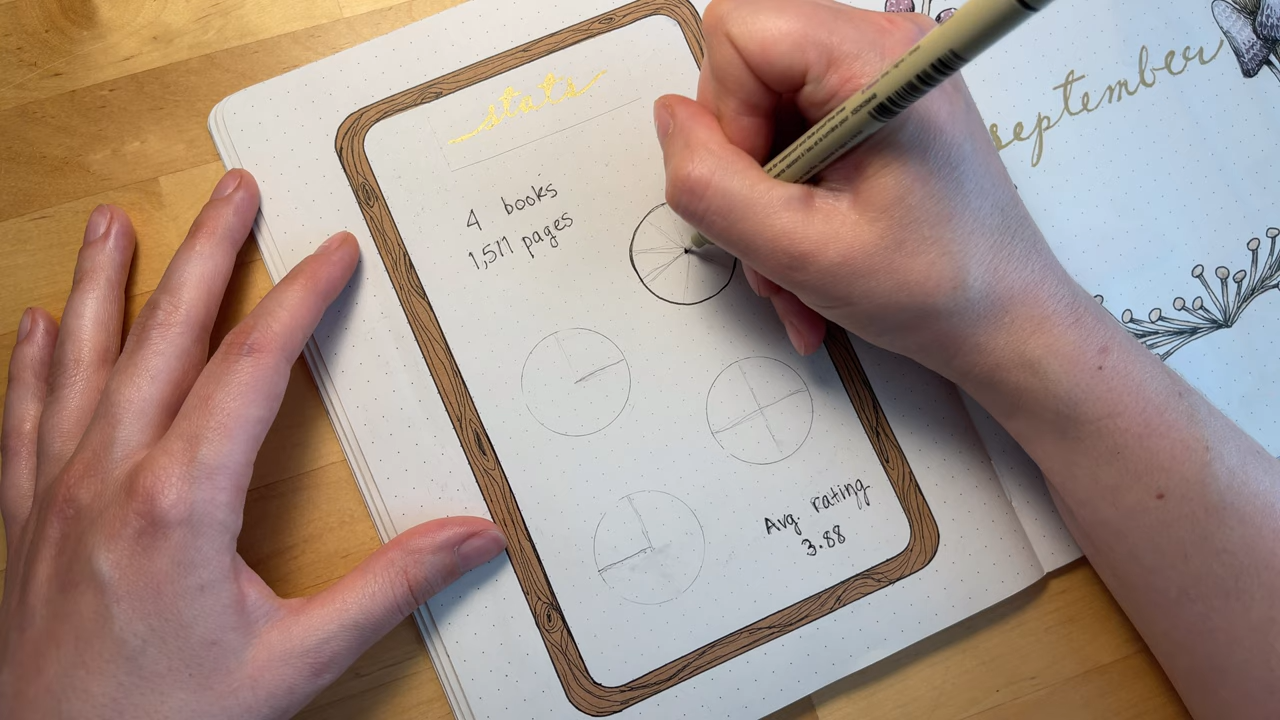 stats
september
4 books
1,511 pages
Avg Rating
3.88